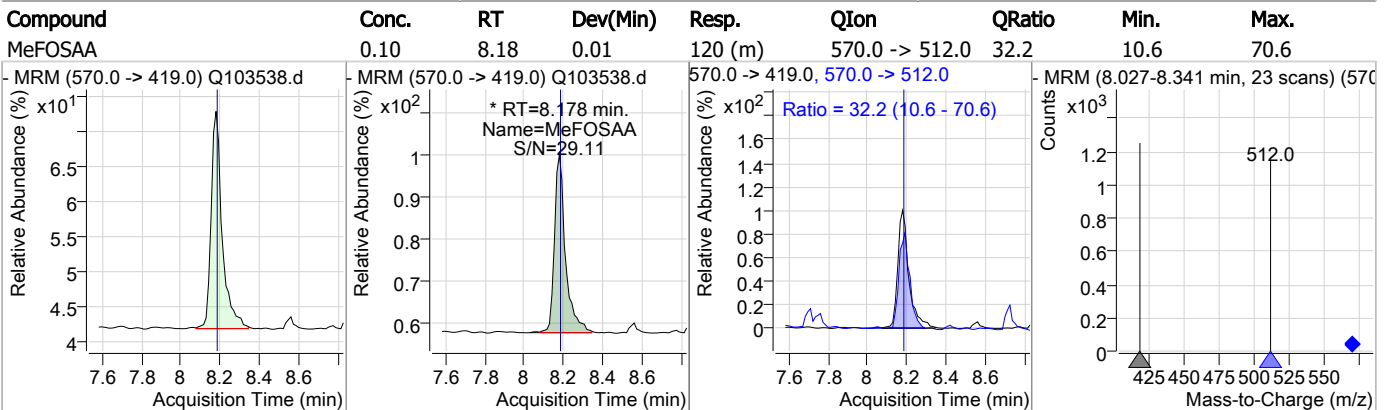 Compound Conc. RT Dev(Min) Resp. QIon QRatio Min. Max.
MeFOSAA 0.10 8.18 0.01 120 (m) 570.0 -> 512.0 32.2 10.6 70.6
- MRM (570.0 -> 419.0) Q103538.d
x10¹
Relative Abundance (%)
6.5
6
5.5
5
4.5
4
7.6 7.8 8 8.2 8.4 8.6
Acquisition Time (min)
- MRM (570.0 -> 419.0) Q103538.d
x10²
* RT=8.178 min.
Name=MeFOSAA
S/N=29.11
Relative Abundance (%)
1
0.9
0.8
0.7
0.6
7.6 7.8 8 8.2 8.4 8.6
Acquisition Time (min)
570.0 -> 419.0, 570.0 -> 512.0
x10²
Ratio = 32.2 (10.6 - 70.6)
Relative Abundance (%)
1.6
1.4
1.2
1
0.8
0.6
0.4
0.2
0
7.6 7.8 8 8.2 8.4 8.6
Acquisition Time (min)
- MRM (8.027-8.341 min, 23 scans) (570
x10³
Counts
512.0
1.2
1
0.8
0.6
0.4
0.2
0
425 450 475 500 525 550
Mass-to-Charge (m/z)